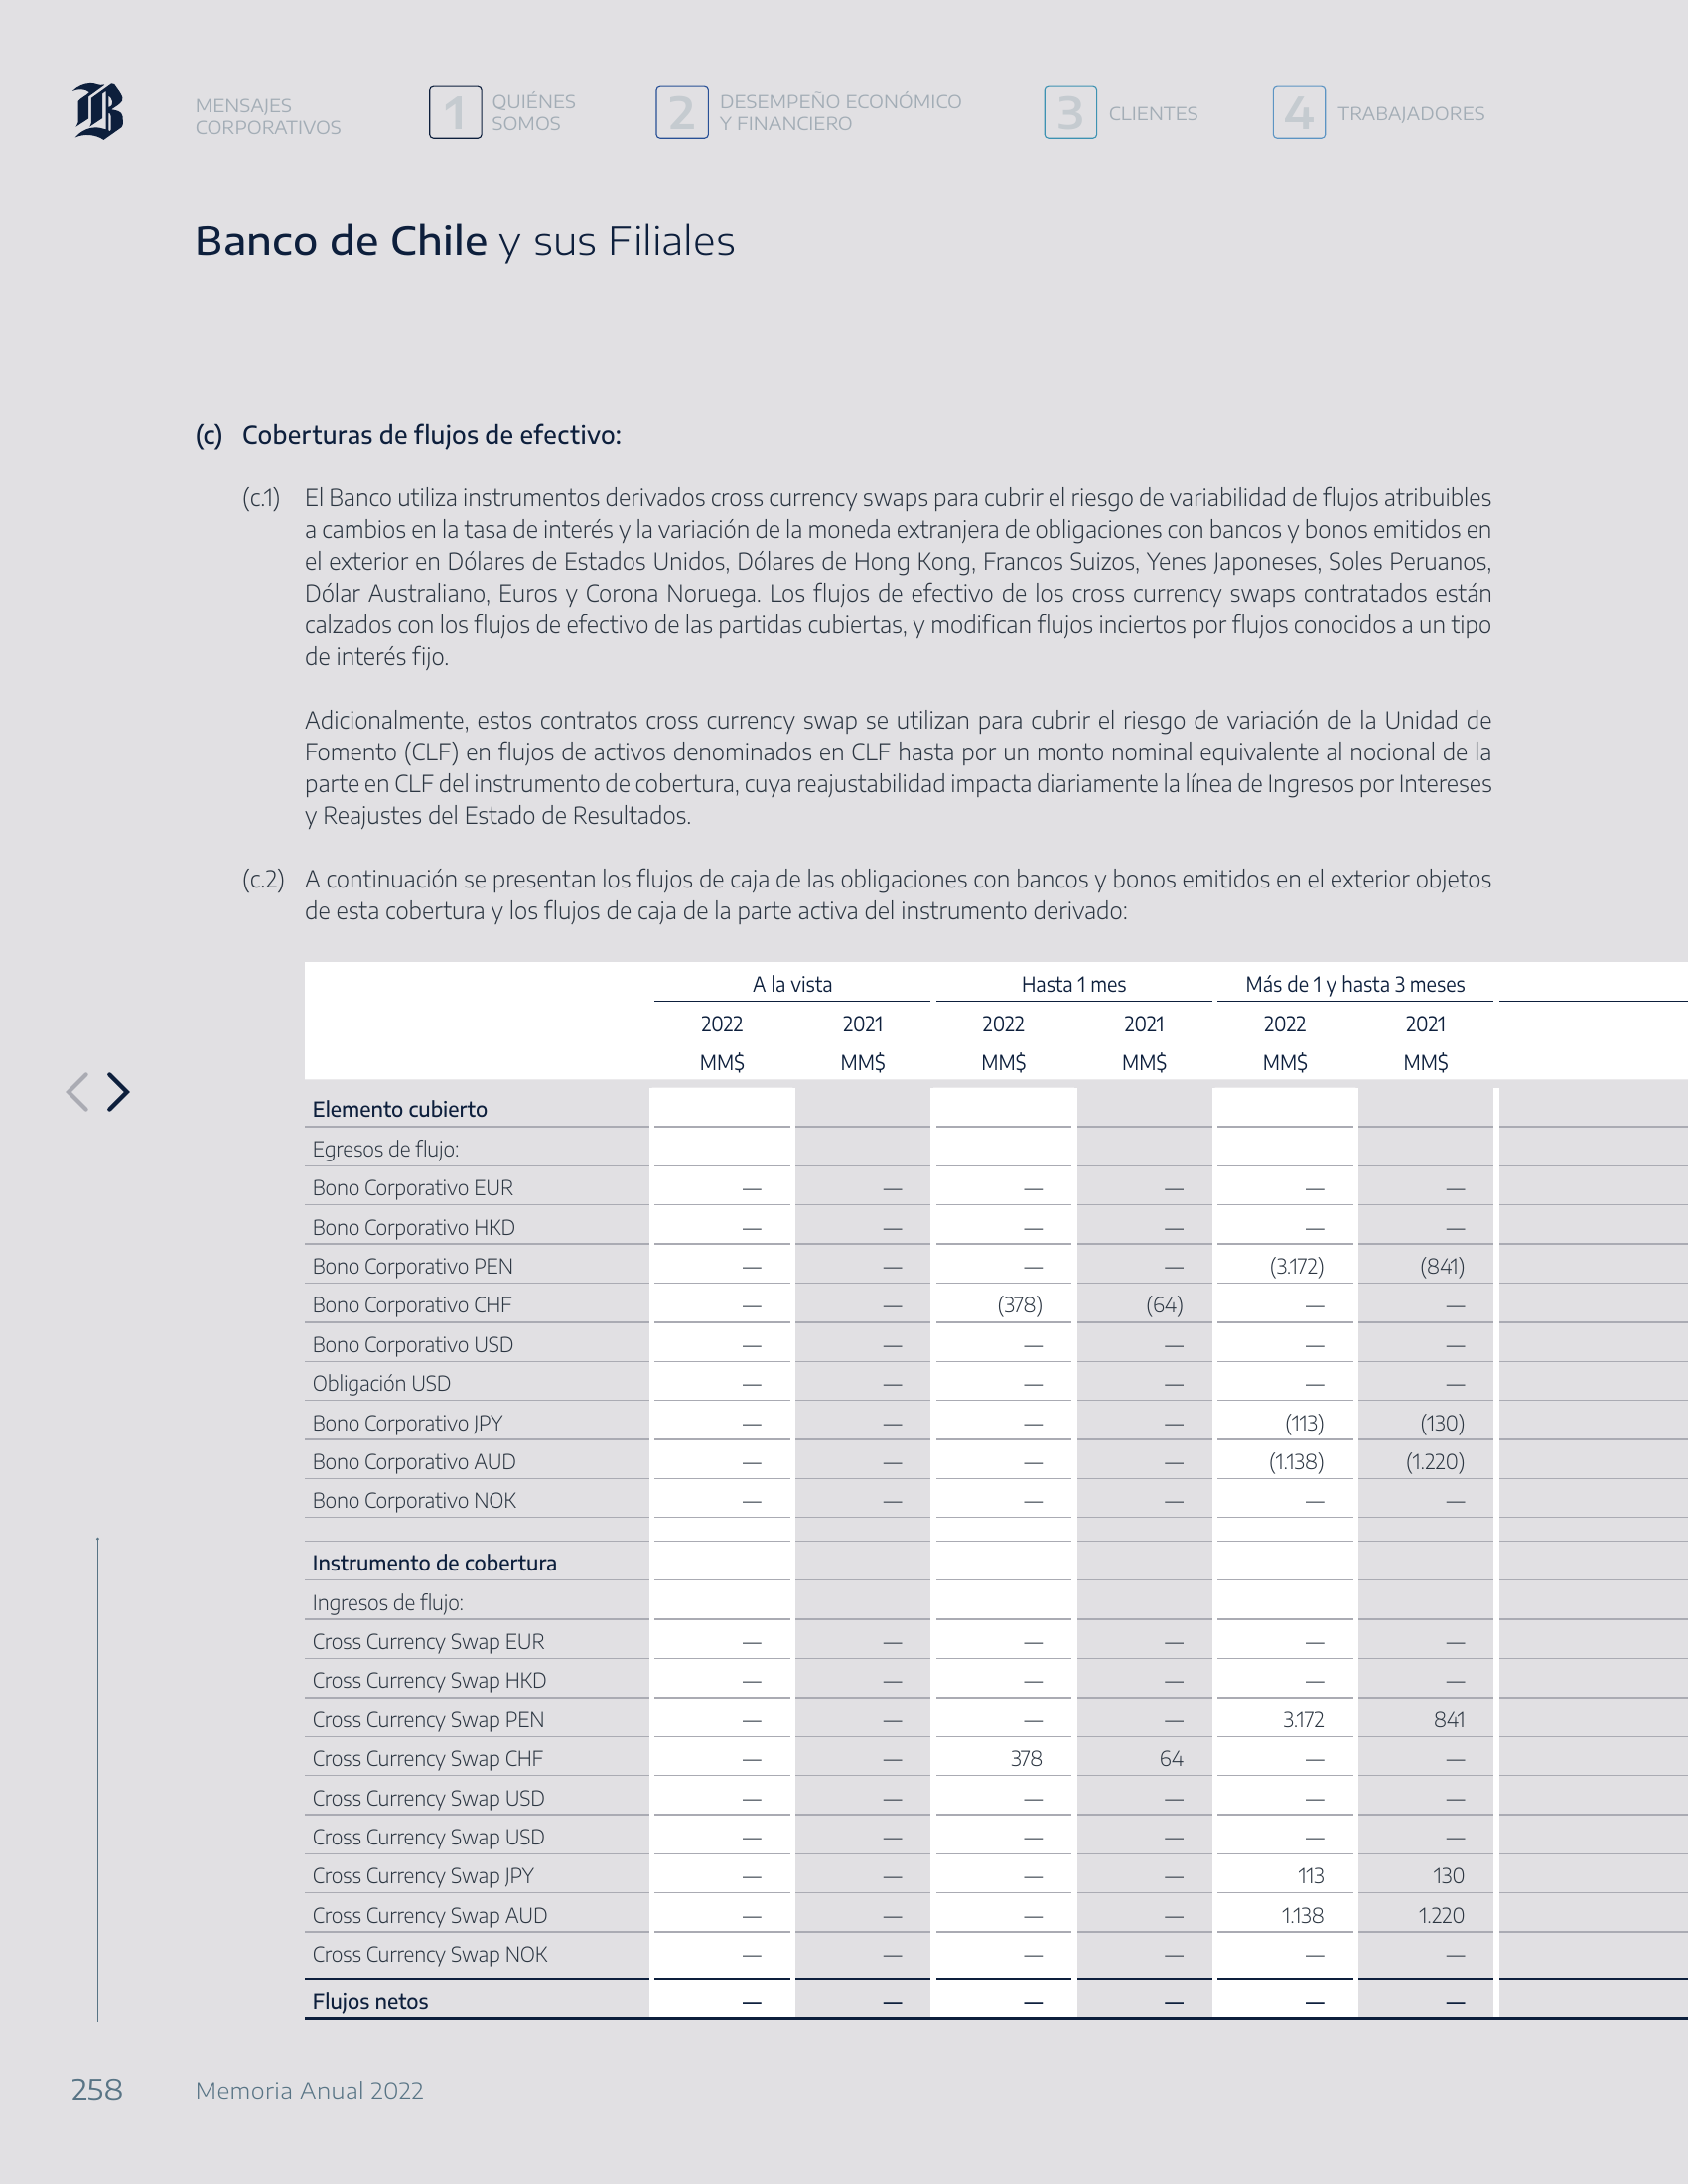 MENSAJES
CORPORATIVOS
1
QUIÉNES
SOMOS
2
DESEMPEÑO ECONÓMICO
Y FINANCIERO
3
CLIENTES
4
TRABAJADORES
Banco de Chile y sus Filiales
(c) Coberturas de flujos de efectivo:
(c.1) El Banco utiliza instrumentos derivados cross currency swaps para cubrir el riesgo de variabilidad de flujos atribuibles
a cambios en la tasa de interés y la variación de la moneda extranjera de obligaciones con bancos y bonos emitidos en
el exterior en Dólares de Estados Unidos, Dólares de Hong Kong, Francos Suizos, Yenes Japoneses, Soles Peruanos,
Dólar Australiano, Euros y Corona Noruega. Los flujos de efectivo de los cross currency swaps contratados están
calzados con los flujos de efectivo de las partidas cubiertas, y modifican flujos inciertos por flujos conocidos a un tipo
de interés fijo.
Adicionalmente, estos contratos cross currency swap se utilizan para cubrir el riesgo de variación de la Unidad de
Fomento (CLF) en flujos de activos denominados en CLF hasta por un monto nominal equivalente al nocional de la
parte en CLF del instrumento de cobertura, cuya reajustabilidad impacta diariamente la línea de Ingresos por Intereses
y Reajustes del Estado de Resultados.
(c.2) A continuación se presentan los flujos de caja de las obligaciones con bancos y bonos emitidos en el exterior objetos
de esta cobertura y los flujos de caja de la parte activa del instrumento derivado:
A la vista Hasta 1 mes Más de 1 y hasta 3 meses
2022 2021 2022 2021 2022 2021
MM$ MM$ MM$ MM$ MM$ MM$
Elemento cubierto
Egresos de flujo:
Bono Corporativo EUR — — — — — —
Bono Corporativo HKD — — — — — —
Bono Corporativo PEN — — — — (3.172) (841)
Bono Corporativo CHF — — (378) (64) — —
Bono Corporativo USD — — — — — —
Obligación USD — — — — — —
Bono Corporativo JPY — — — — (113) (130)
Bono Corporativo AUD — — — — (1.138) (1.220)
Bono Corporativo NOK — — — — — —
Instrumento de cobertura
Ingresos de flujo:
Cross Currency Swap EUR — — — — — —
Cross Currency Swap HKD — — — — — —
Cross Currency Swap PEN — — — — 3.172 841
Cross Currency Swap CHF — — 378 64 — —
Cross Currency Swap USD — — — — — —
Cross Currency Swap USD — — — — — —
Cross Currency Swap JPY — — — — 113 130
Cross Currency Swap AUD — — — — 1.138 1.220
Cross Currency Swap NOK — — — — — —
Flujos netos — — — — — —
258 Memoria Anual 2022